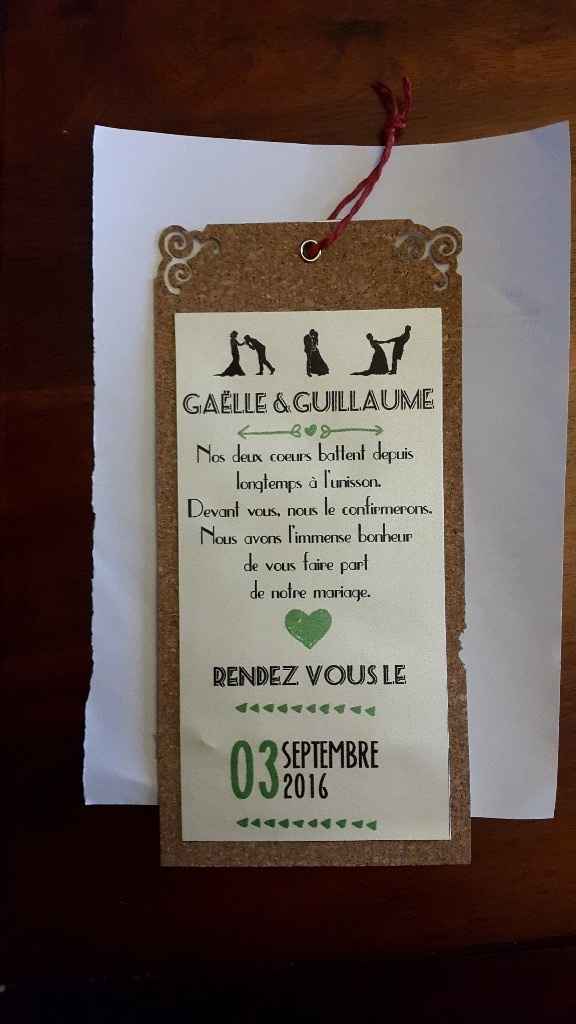 GAËLLE & GUILLAUME
Nos deux coeurs battent depuis
longtemps à l'unisson.
Devant vous, nous le confirmerons.
Nous avons l'immense bonheur
de vous faire part
de notre mariage.
RENDEZ VOUS LE
03 SEPTEMBRE
2016